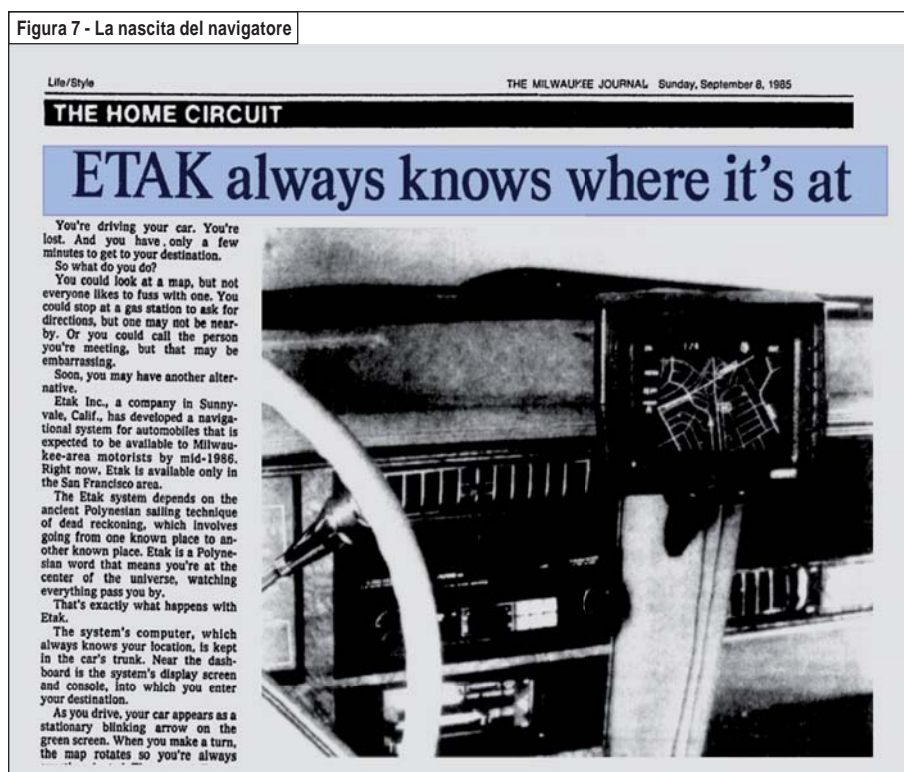 Figura 7 - La nascita del navigatore
Life/Style
THE MILWAUKEE JOURNAL Sunday, September 8, 1985
THE HOME CIRCUIT
ETAK always knows where it's at
You're driving your car. You're
lost. And you have only a few
minutes to get to your destination.
So what do you do?
You could look at a map, but not
everyone likes to fuss with one. You
could stop at a gas station to ask for
directions, but one may not be near-
by. Or you could call the person
you're meeting, but that may be
embarrassing.
Soon, you may have another alter-
native.
Etak Inc., a company in Sunny-
vale, Calif., has developed a naviga-
tional system for automobiles that is
expected to be available to Milwau-
kee-area motorists by mid-1986.
Right now, Etak is available only in
the San Francisco area.
The Etak system depends on the
ancient Polynesian sailing technique
of dead reckoning, which involves
going from one known place to an-
other known place. Etak is a Polyne-
sian word that means you're at the
center of the universe, watching
everything pass you by.
That's exactly what happens with
Etak.
The system's computer, which
always knows your location, is kept
in the car's trunk. Near the dash-
board is the system's display screen
and console, into which you enter
your destination.
As you drive, your car appears as a
stationary blinking arrow on the
green screen. When you make a turn,
the map rotates so you're always
1/4